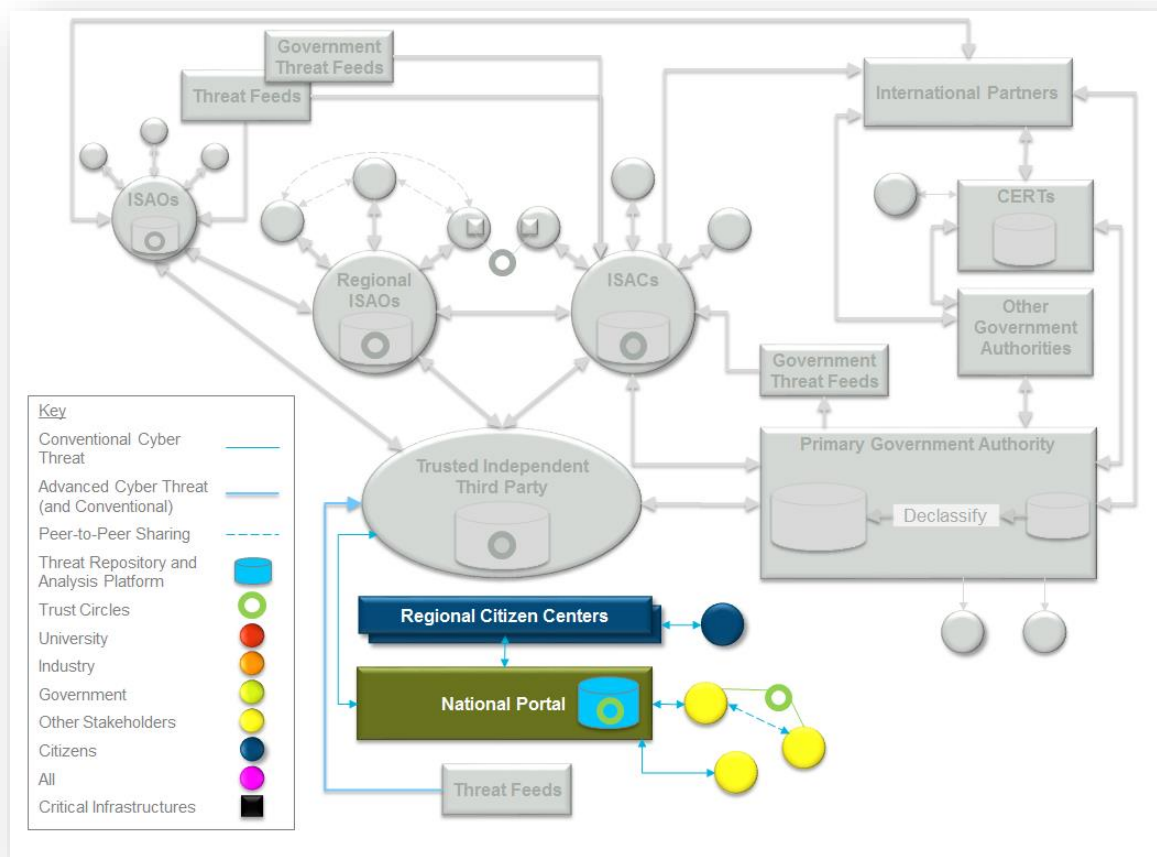 Government
Threat Feeds
Threat Feeds
International Partners
ISAOs
CERTs
Regional
ISAOs
ISACs
Other
Government
Authorities
Government
Threat Feeds
Key
Conventional Cyber
Threat
Advanced Cyber Threat
(and Conventional)
Peer-to-Peer Sharing
Threat Repository and
Analysis Platform
Trust Circles
University
Industry
Government
Other Stakeholders
Citizens
All
Critical Infrastructures
Trusted Independent
Third Party
Primary Government Authority
Declassify
Regional Citizen Centers
National Portal
Threat Feeds